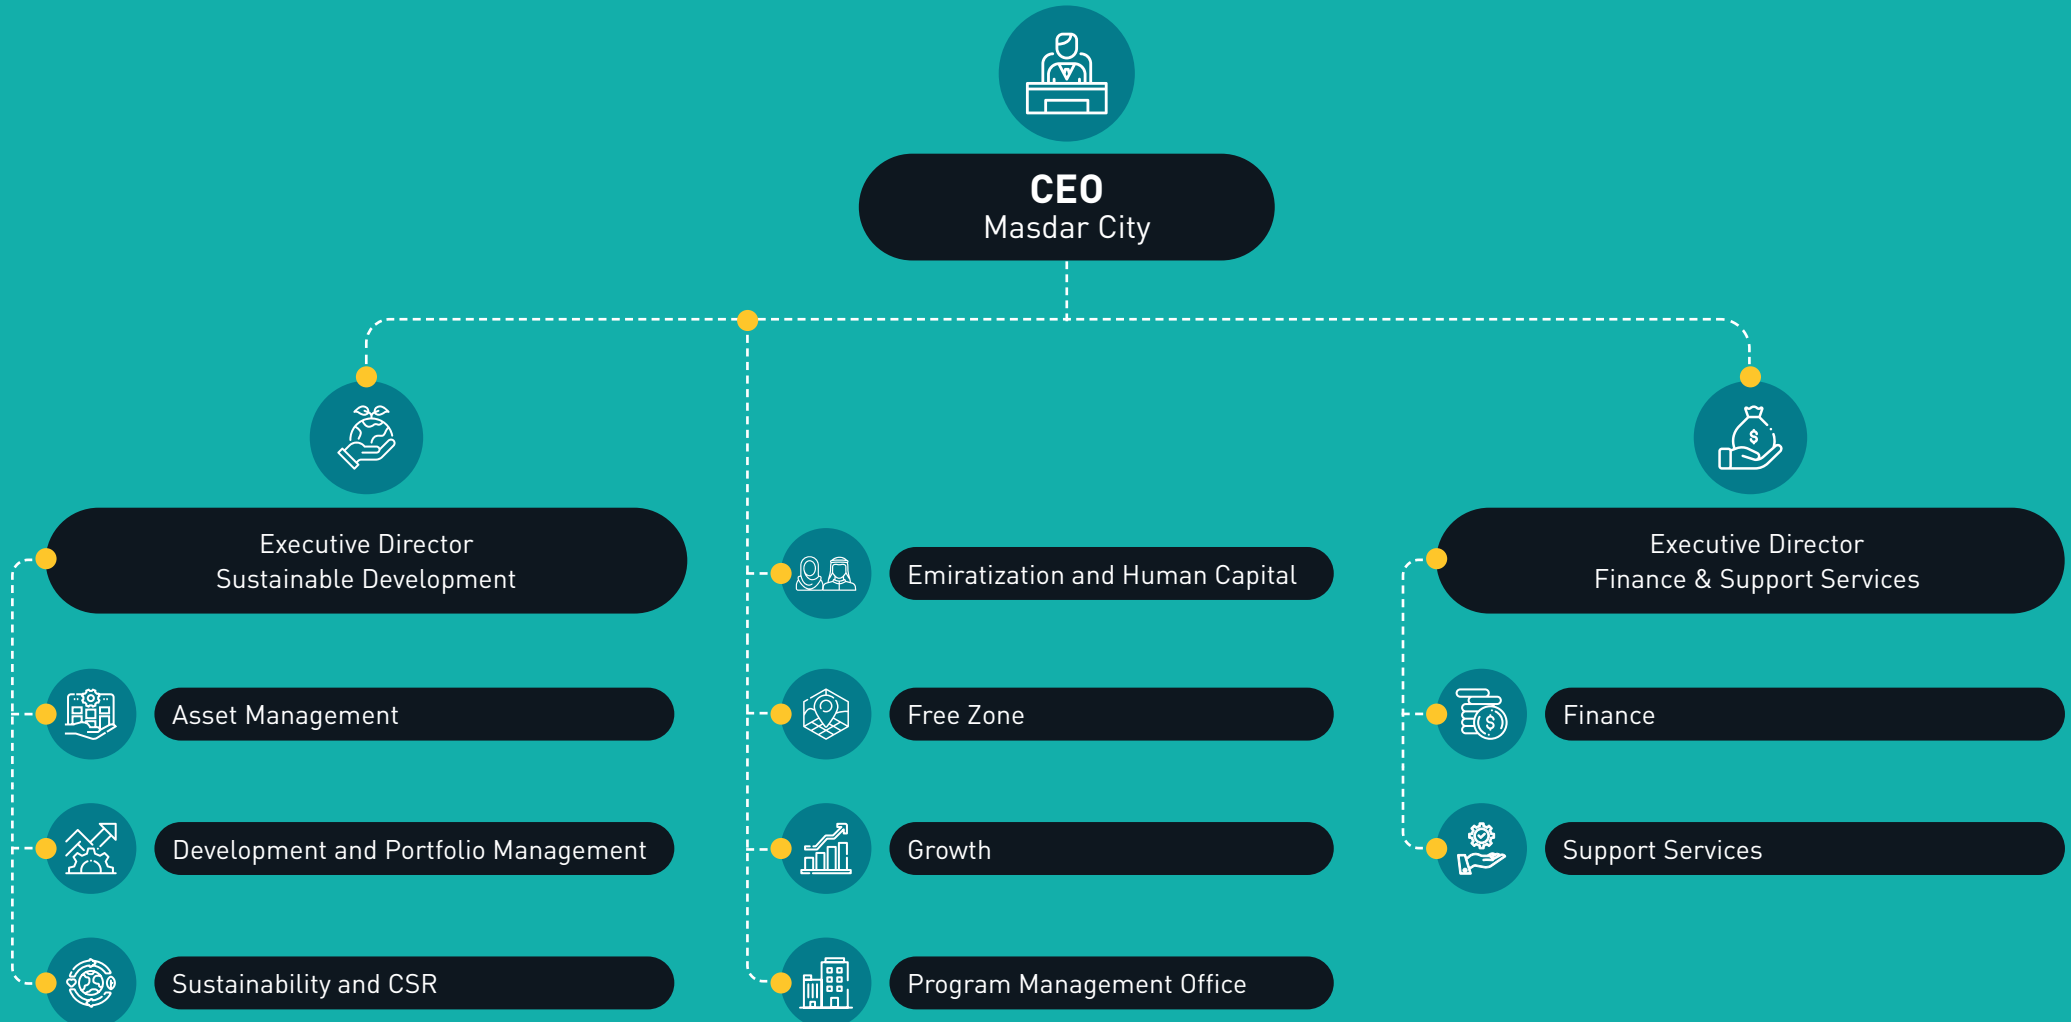 CEO
Masdar City
Executive Director
Sustainable Development
Asset Management
Development and Portfolio Management
Sustainability and CSR
Emiratization and Human Capital
Free Zone
Growth
Program Management Office
Executive Director
Finance & Support Services
Finance
Support Services